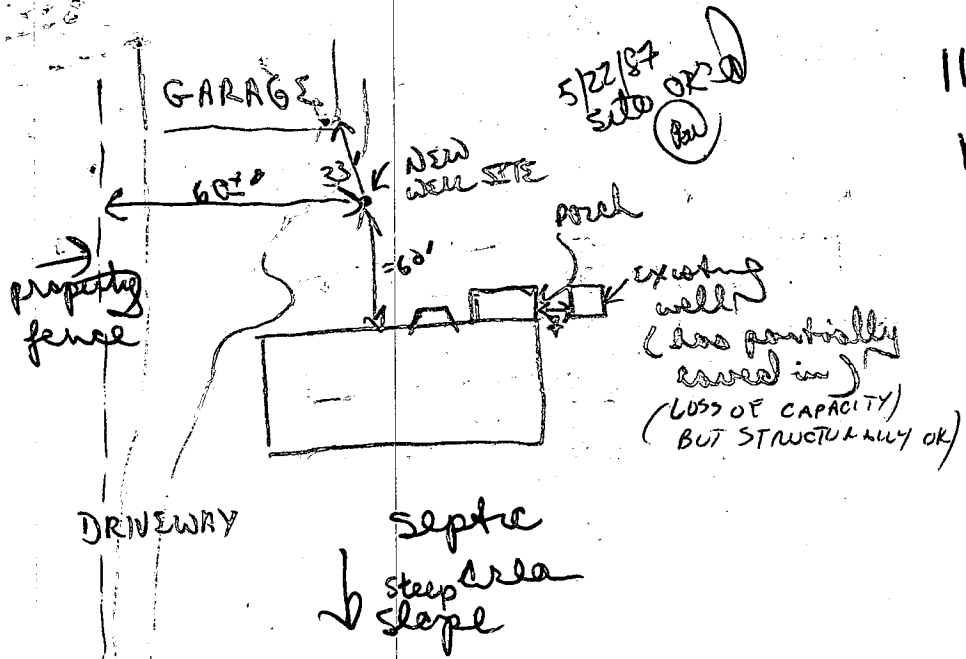 GARAGE
5/22/87
site OK'd
23'
NEW
WELL SITE
60±'
porch
≈60'
property
fence
existing
well
(has partially
caved in)
(LOSS OF CAPACITY)
BUT STRUCTURALLY OK)
DRIVEWAY
septic
area
steep
slope